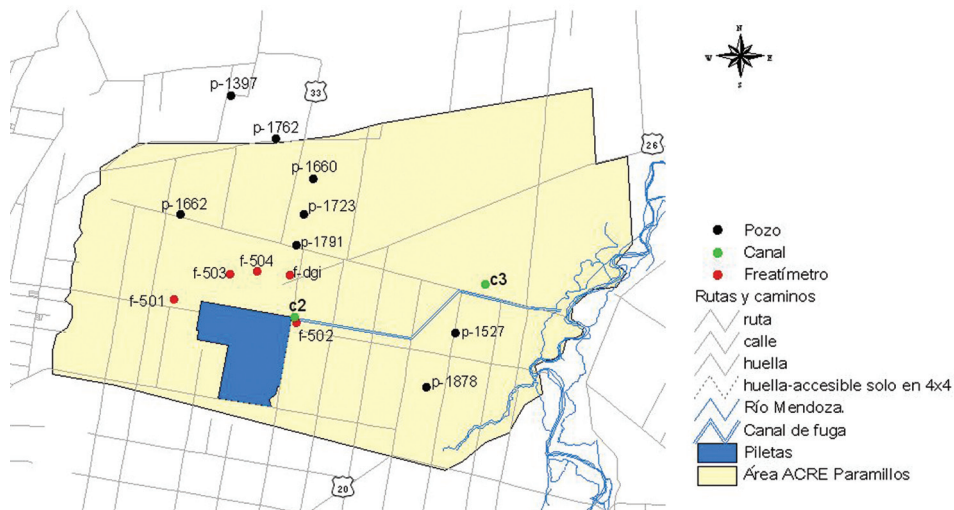 N
W E
S
p-1397
33
p-1762
26
p-1660
p-1662
p-1723
p-1791
f-503
f-504
f-dgi
c3
f-501
c2
f-502
p-1527
p-1878
20
Pozo
Canal
Freatímetro
Rutas y caminos
ruta
calle
huella
huella-accesible solo en 4x4
Río Mendoza.
Canal de fuga
Piletas
Área ACRE Paramillos